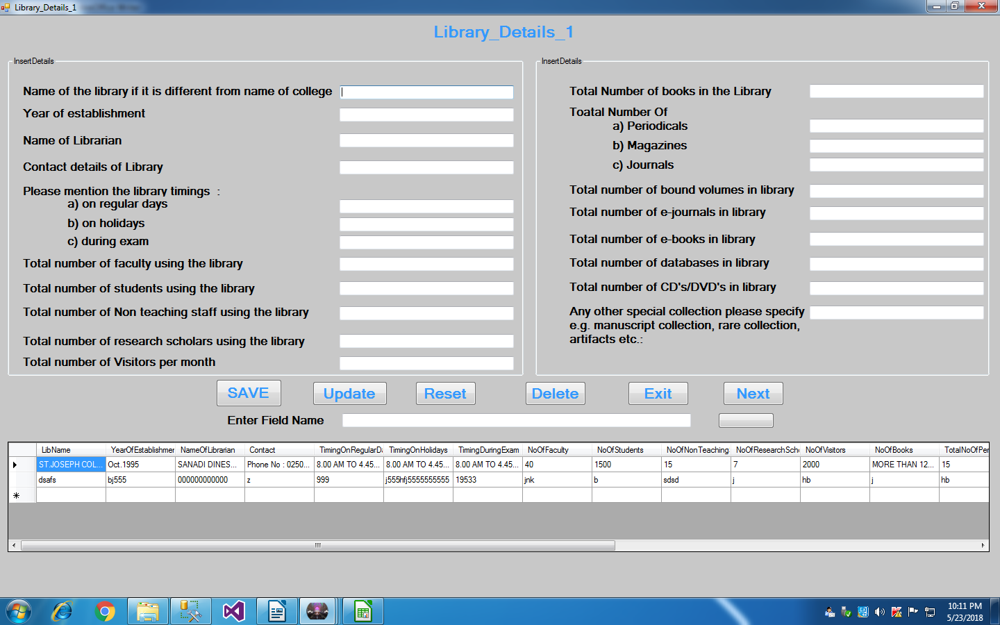 Library_Details_1
Library_Details_1
InsertDetails
Name of the library if it is different from name of college
Year of establishment
Name of Librarian
Contact details of Library
Please mention the library timings :
a) on regular days
b) on holidays
c) during exam
Total number of faculty using the library
Total number of students using the library
Total number of Non teaching staff using the library
Total number of research scholars using the library
Total number of Visitors per month
InsertDetails
Total Number of books in the Library
Toatal Number Of
a) Periodicals
b) Magazines
c) Journals
Total number of bound volumes in library
Total number of e-journals in library
Total number of e-books in library
Total number of databases in library
Total number of CD's/DVD's in library
Any other special collection please specify
e.g. manuscript collection, rare collection,
artifacts etc.:
SAVE Update Reset Delete Exit Next
Enter Field Name
LibName YearOfEstablishmer NameOfLibrarian Contact TimingOnRegularDa TimingOnHolidays TimingDuringExam NoOfFaculty NoOfStudents NoOfNonTeaching NoOfResearchSch NoOfVisitors NoOfBooks TotalNoOfPer
ST.JOSEPH COL... Oct.1995 SANADI DINES... Phone No : 0250... 8.00 AM TO 4.45... 8.00 AM TO 4.45... 8.00 AM TO 4.45... 40 1500 15 7 2000 MORE THAN 12... 15
dsafs bj555 000000000000 z 999 j555hfj5555555555 19533 jnk b sdsd j hb j hb
10:11 PM
5/23/2018